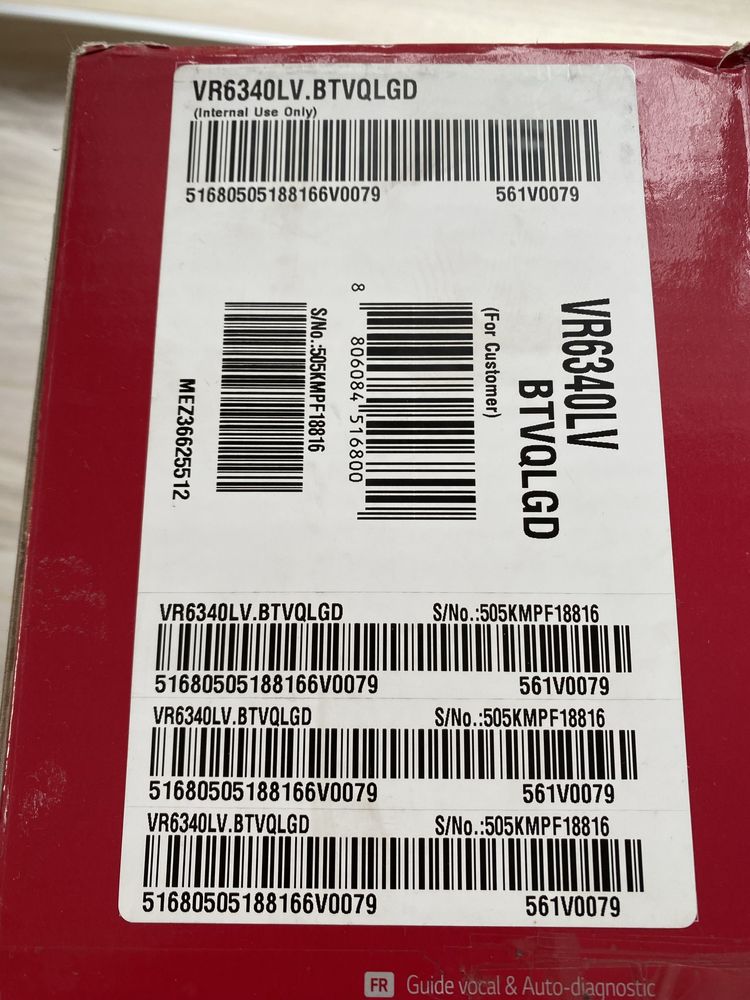 VR6340LV.BTVQLGD
(Internal Use Only)
51680505188166V0079 561V0079
VR6340LV
BTVQLGD
(For Customer)
8 806084 516800
S/No.:505KMPF18816
MEZ36625512
VR6340LV.BTVQLGD S/No.:505KMPF18816
51680505188166V0079 561V0079
VR6340LV.BTVQLGD S/No.:505KMPF18816
51680505188166V0079 561V0079
VR6340LV.BTVQLGD S/No.:505KMPF18816
51680505188166V0079 561V0079
FR Guide vocal & Auto-diagnostic